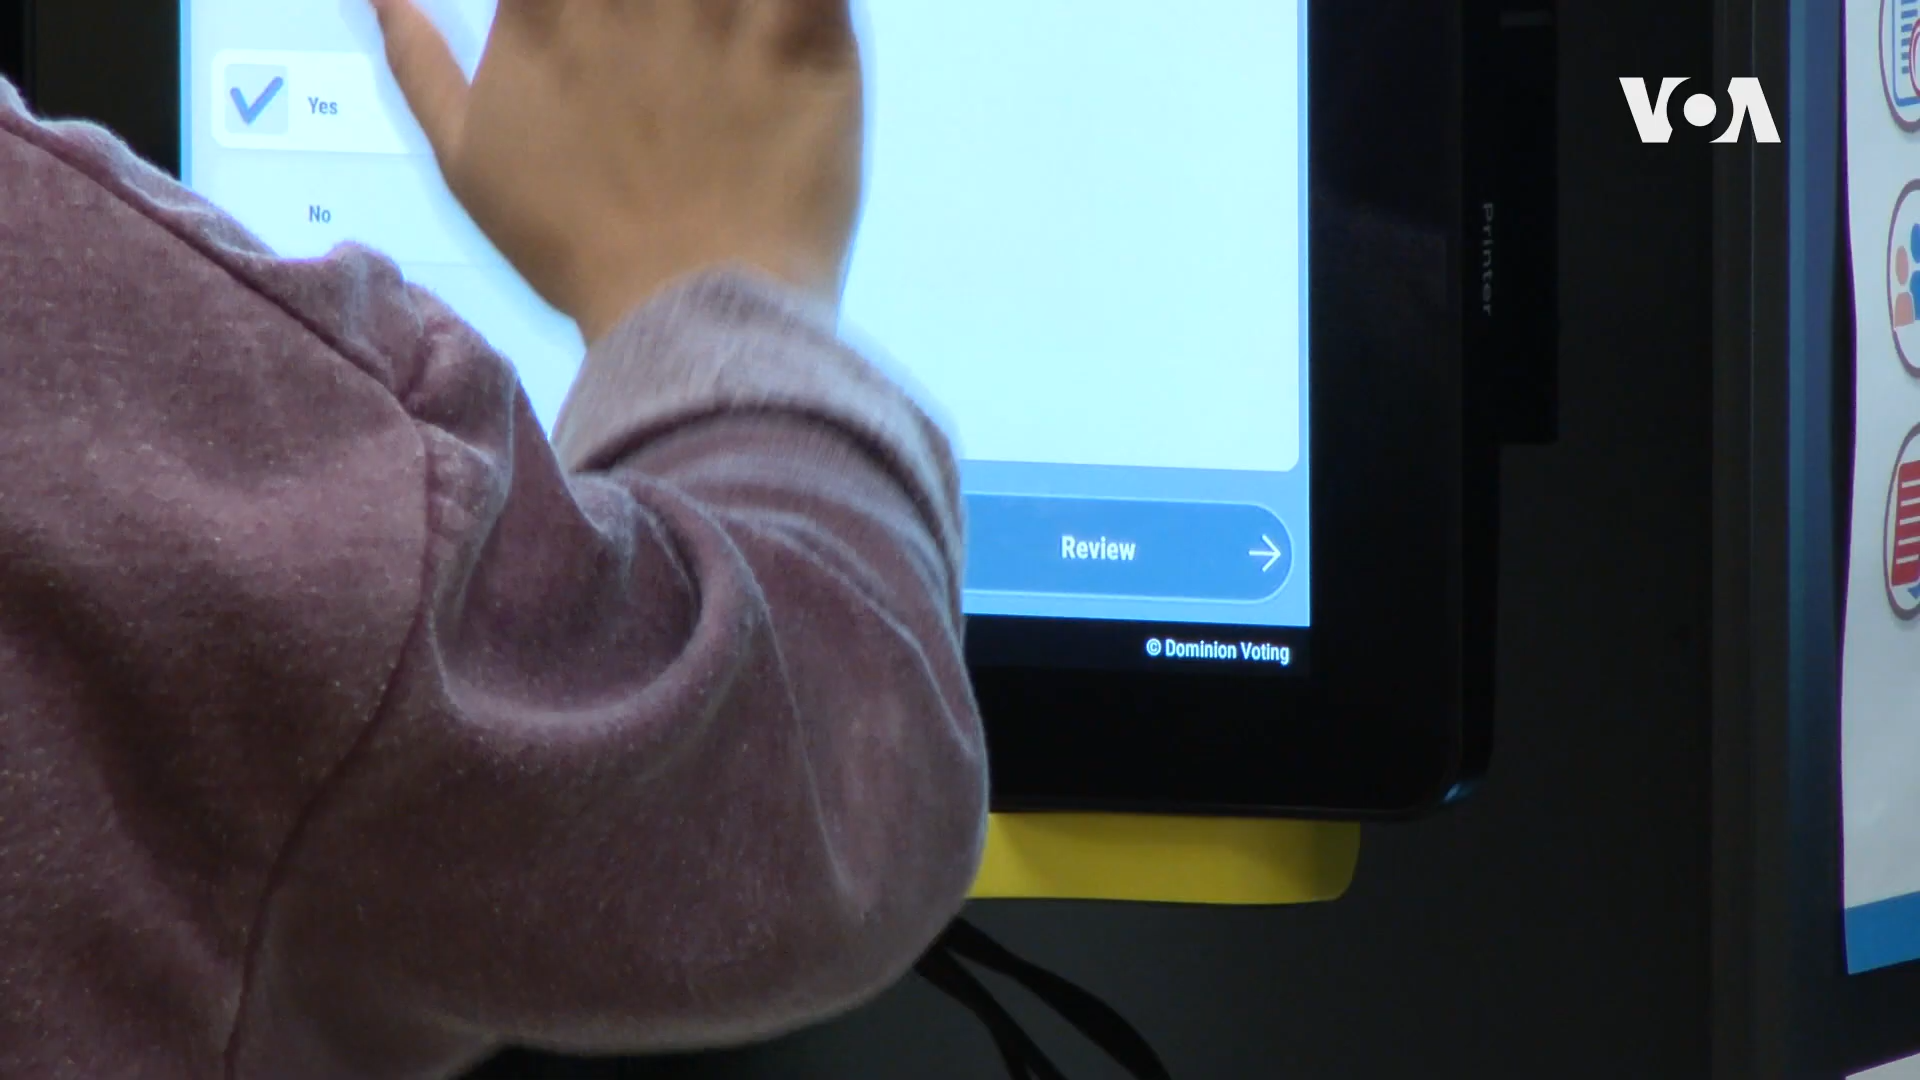 VOA
Yes
No
Printer
Review
© Dominion Voting